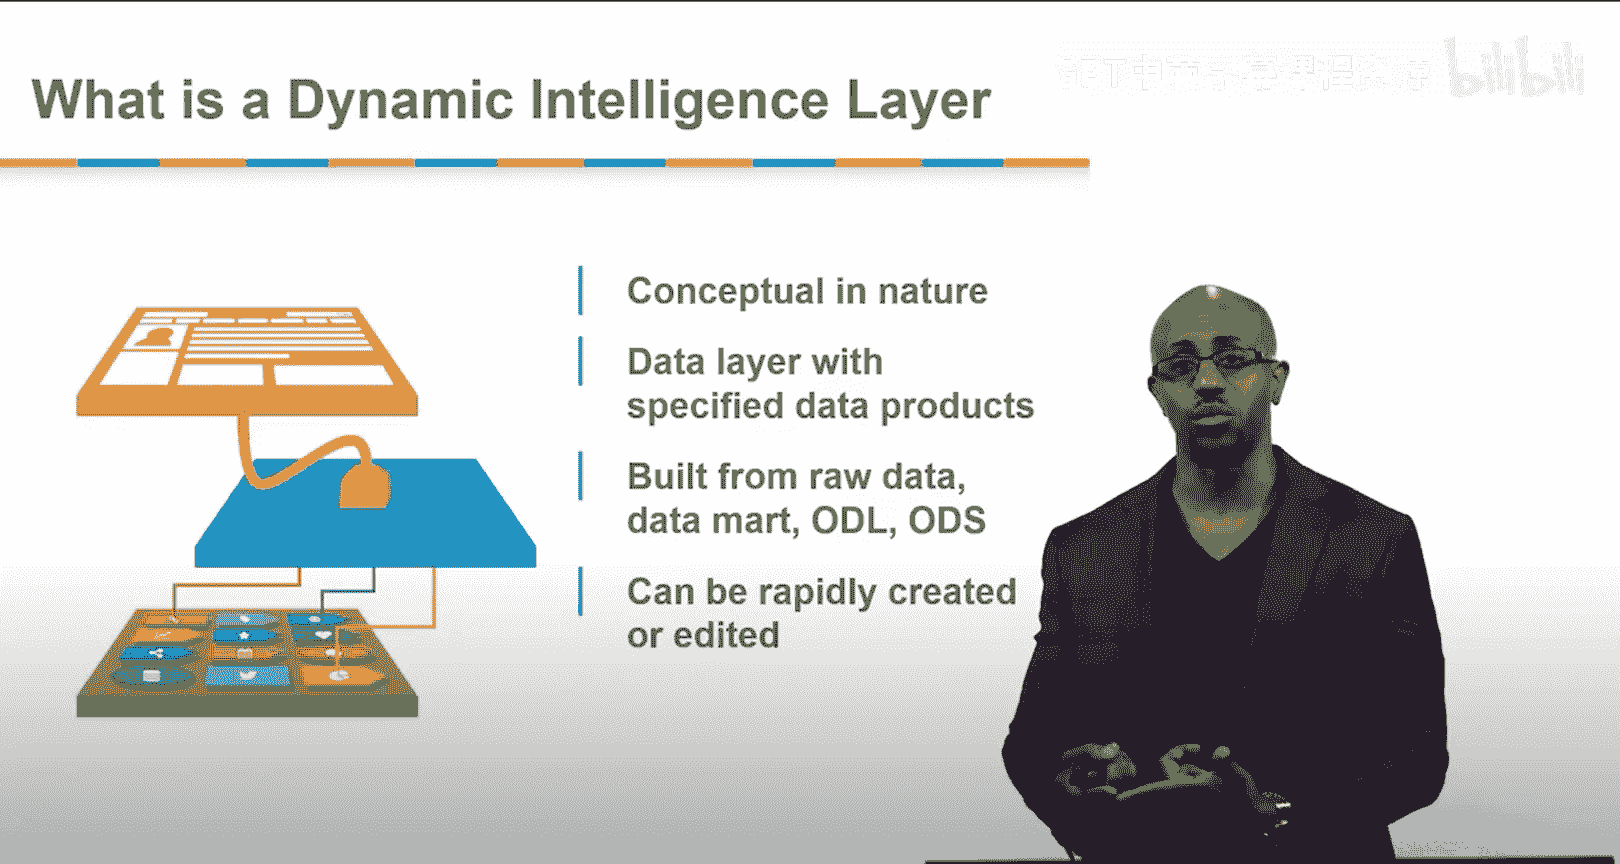 What is a Dynamic Intelligence Layer
bilibili
Conceptual in nature
Data layer with
specified data products
Built from raw data,
data mart, ODL, ODS
Can be rapidly created
or edited